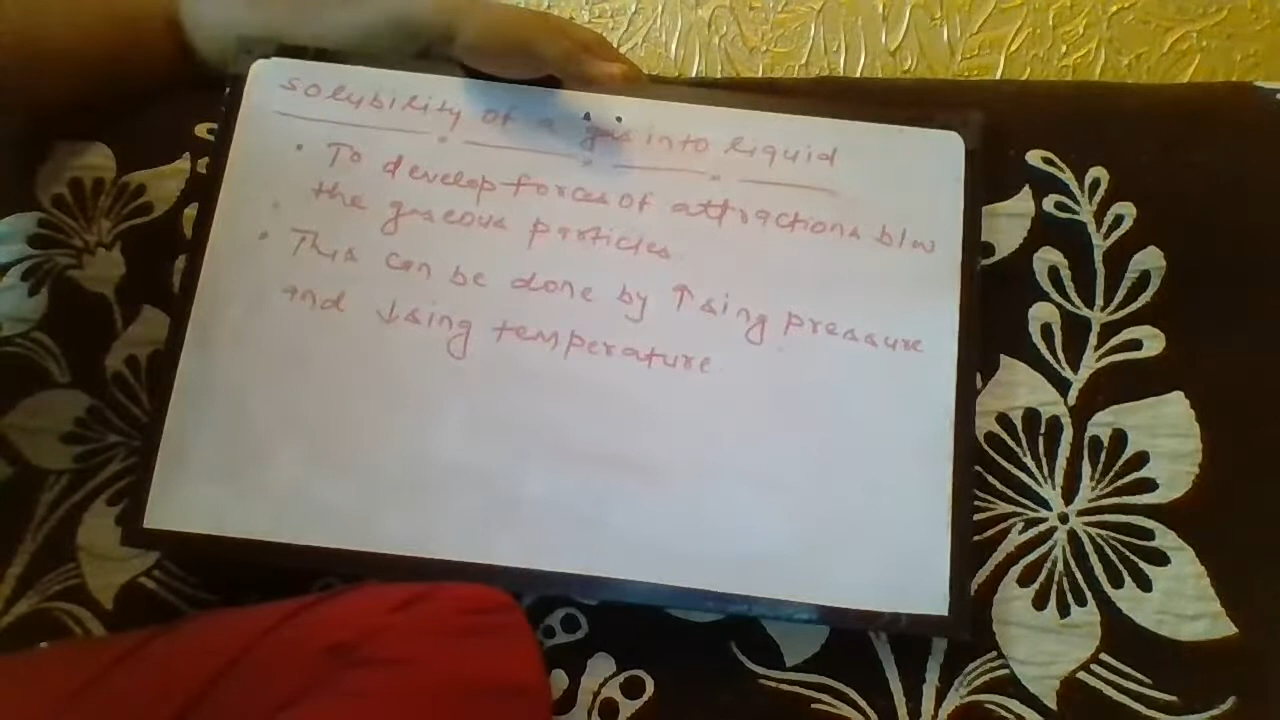 Solubility of a gas into liquid
• To develop forces of attractions b/w
the gaseous particles.
• This can be done by ↑sing pressure
and ↓sing temperature.